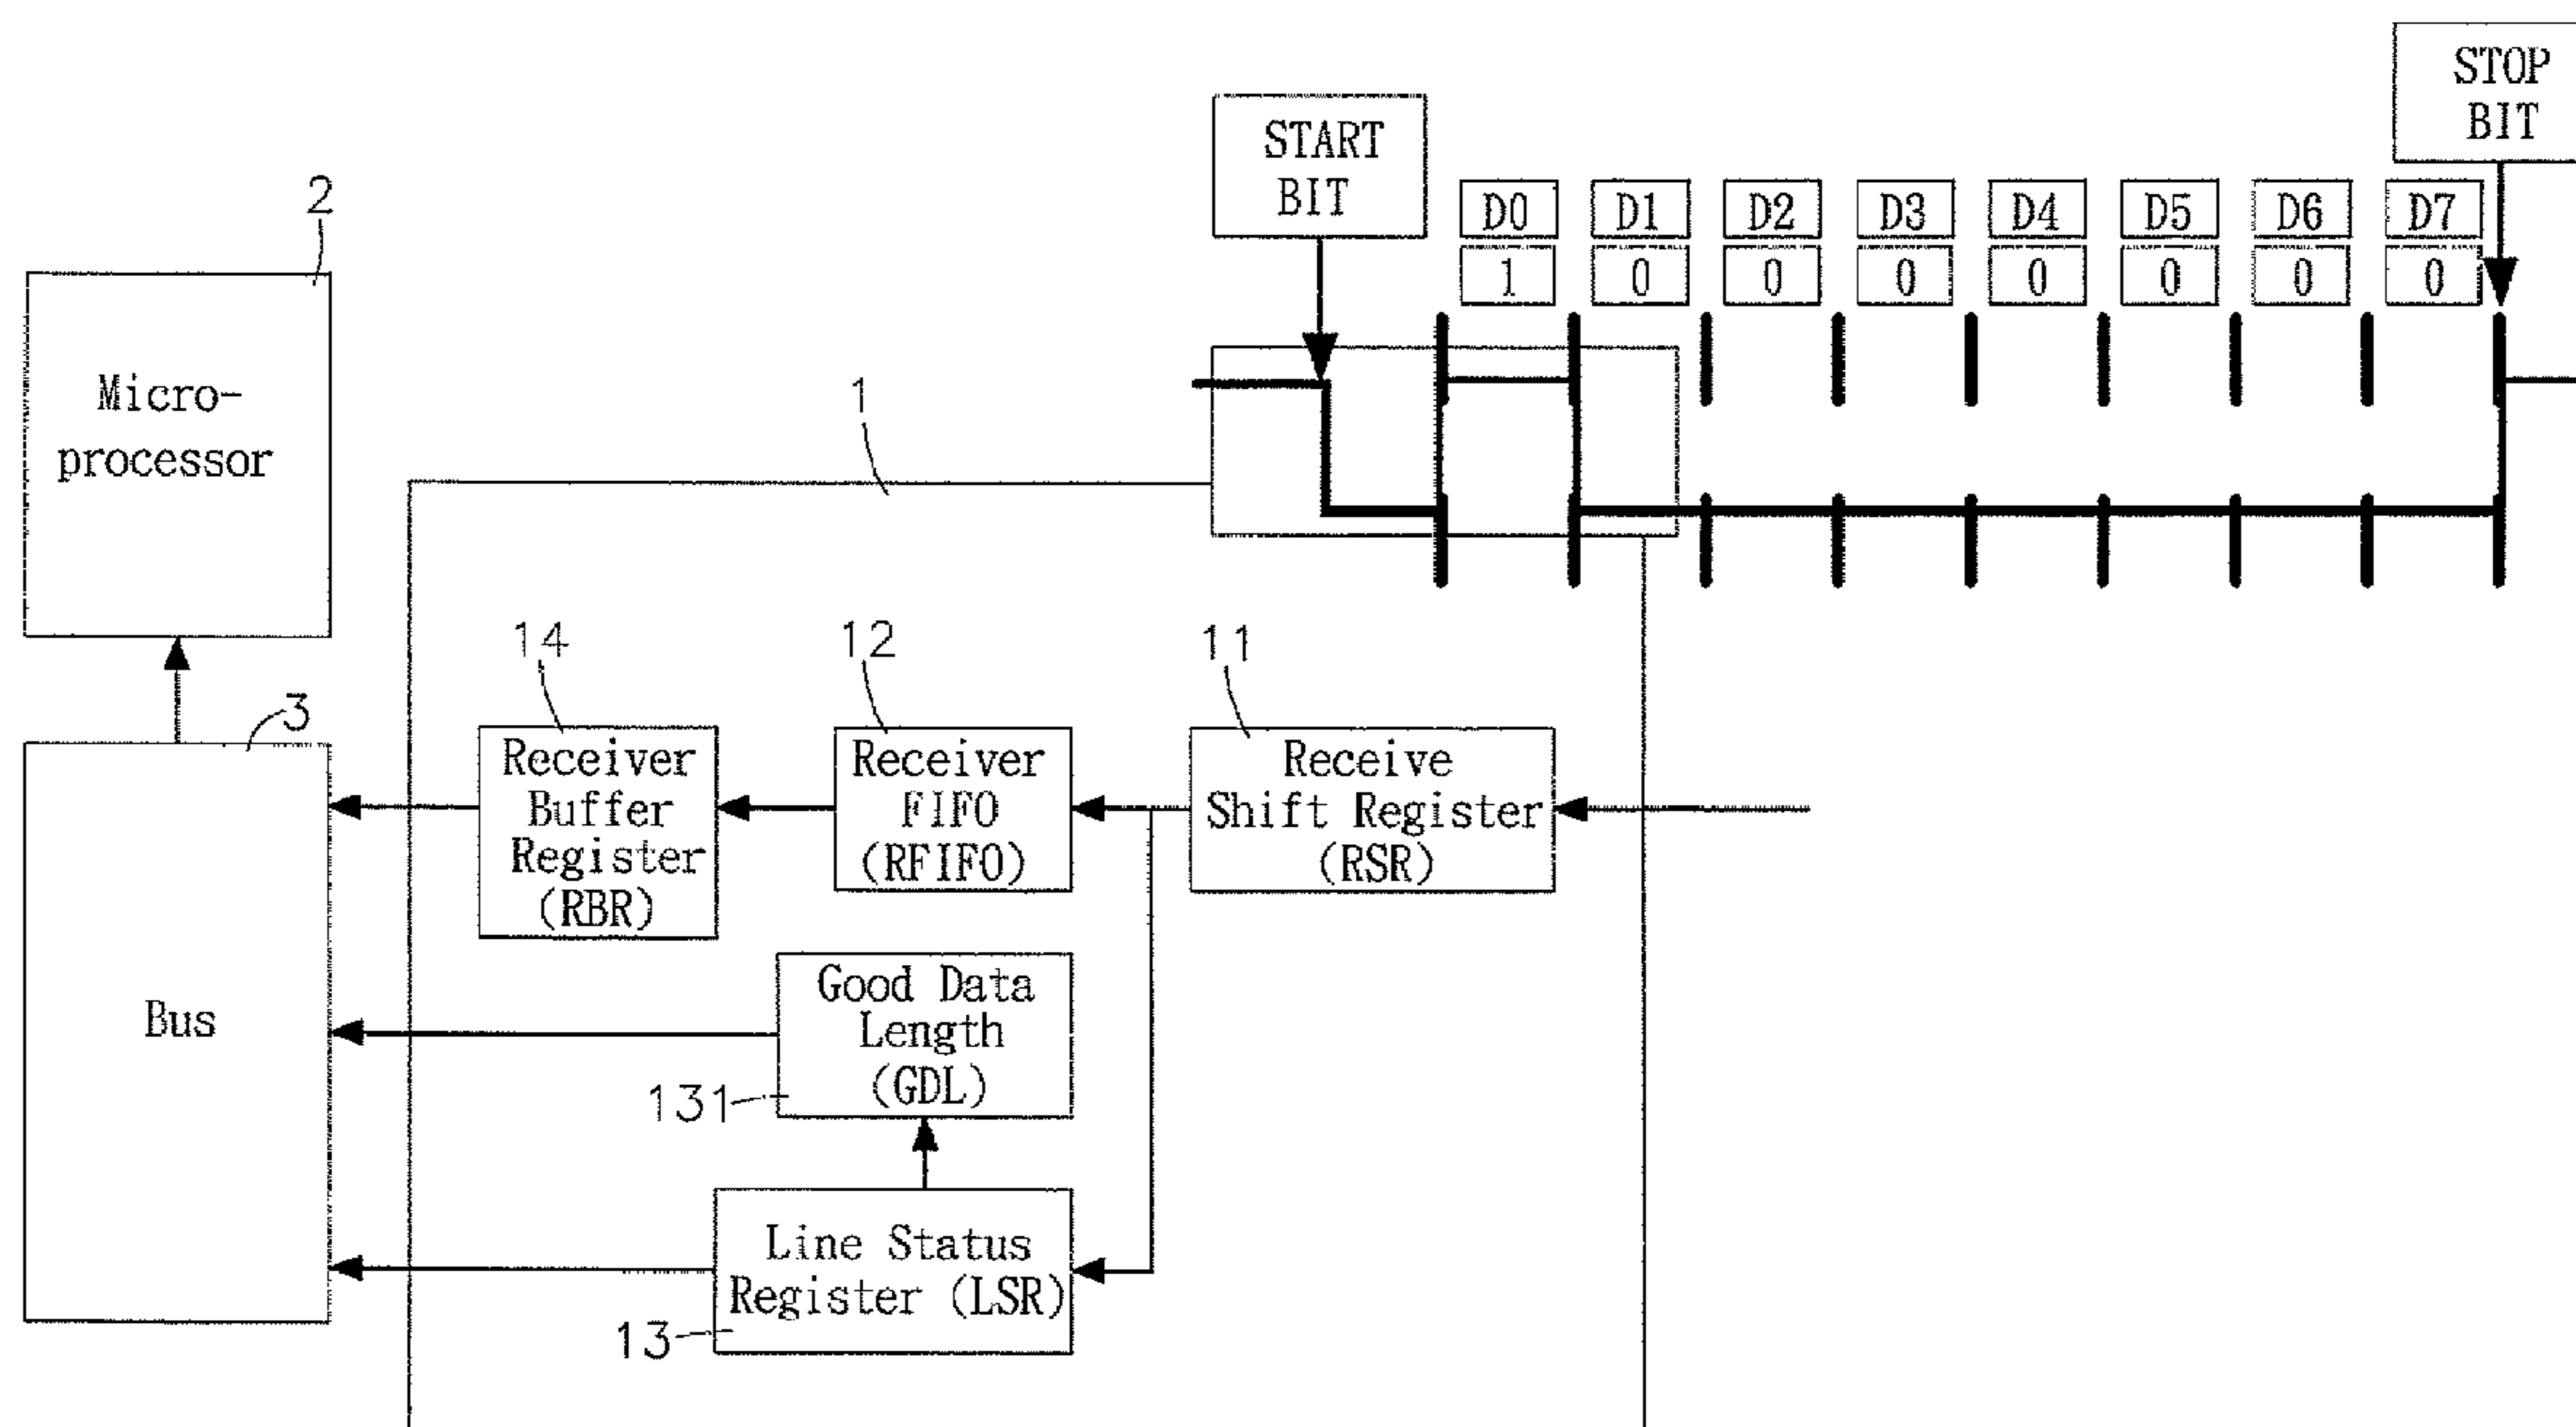 STOP
BIT
START
BIT
D0 D1 D2 D3 D4 D5 D6 D7
1 0 0 0 0 0 0 0
2
Micro-
processor
1
14
12
11
3
Receiver
Buffer
Register
(RBR)
Receiver
FIFO
(RFIFO)
Receive
Shift Register
(RSR)
Bus
Good Data
Length
(GDL)
131
Line Status
Register (LSR)
13